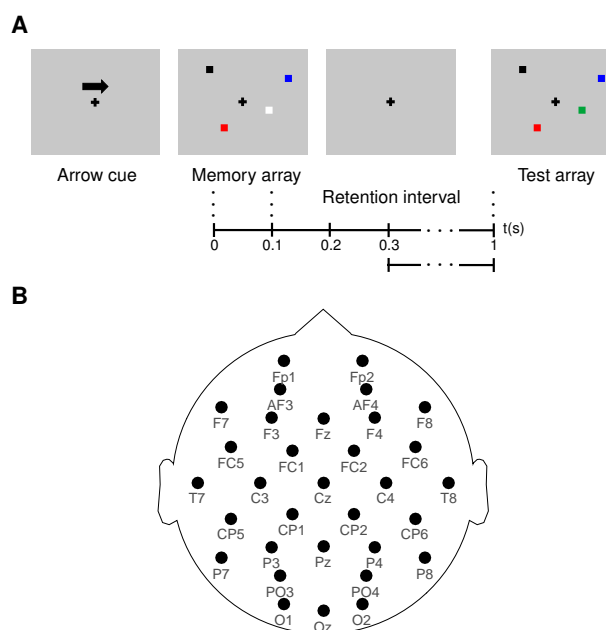 A
Arrow cue
Memory array
Test array
Retention interval
t(s)
0
0.1
0.2
0.3
1
B
Fp1
Fp2
AF3
AF4
F7
F3
Fz
F4
F8
FC5
FC1
FC2
FC6
T7
C3
Cz
C4
T8
CP5
CP1
CP2
CP6
P7
P3
Pz
P4
P8
PO3
PO4
O1
Oz
O2